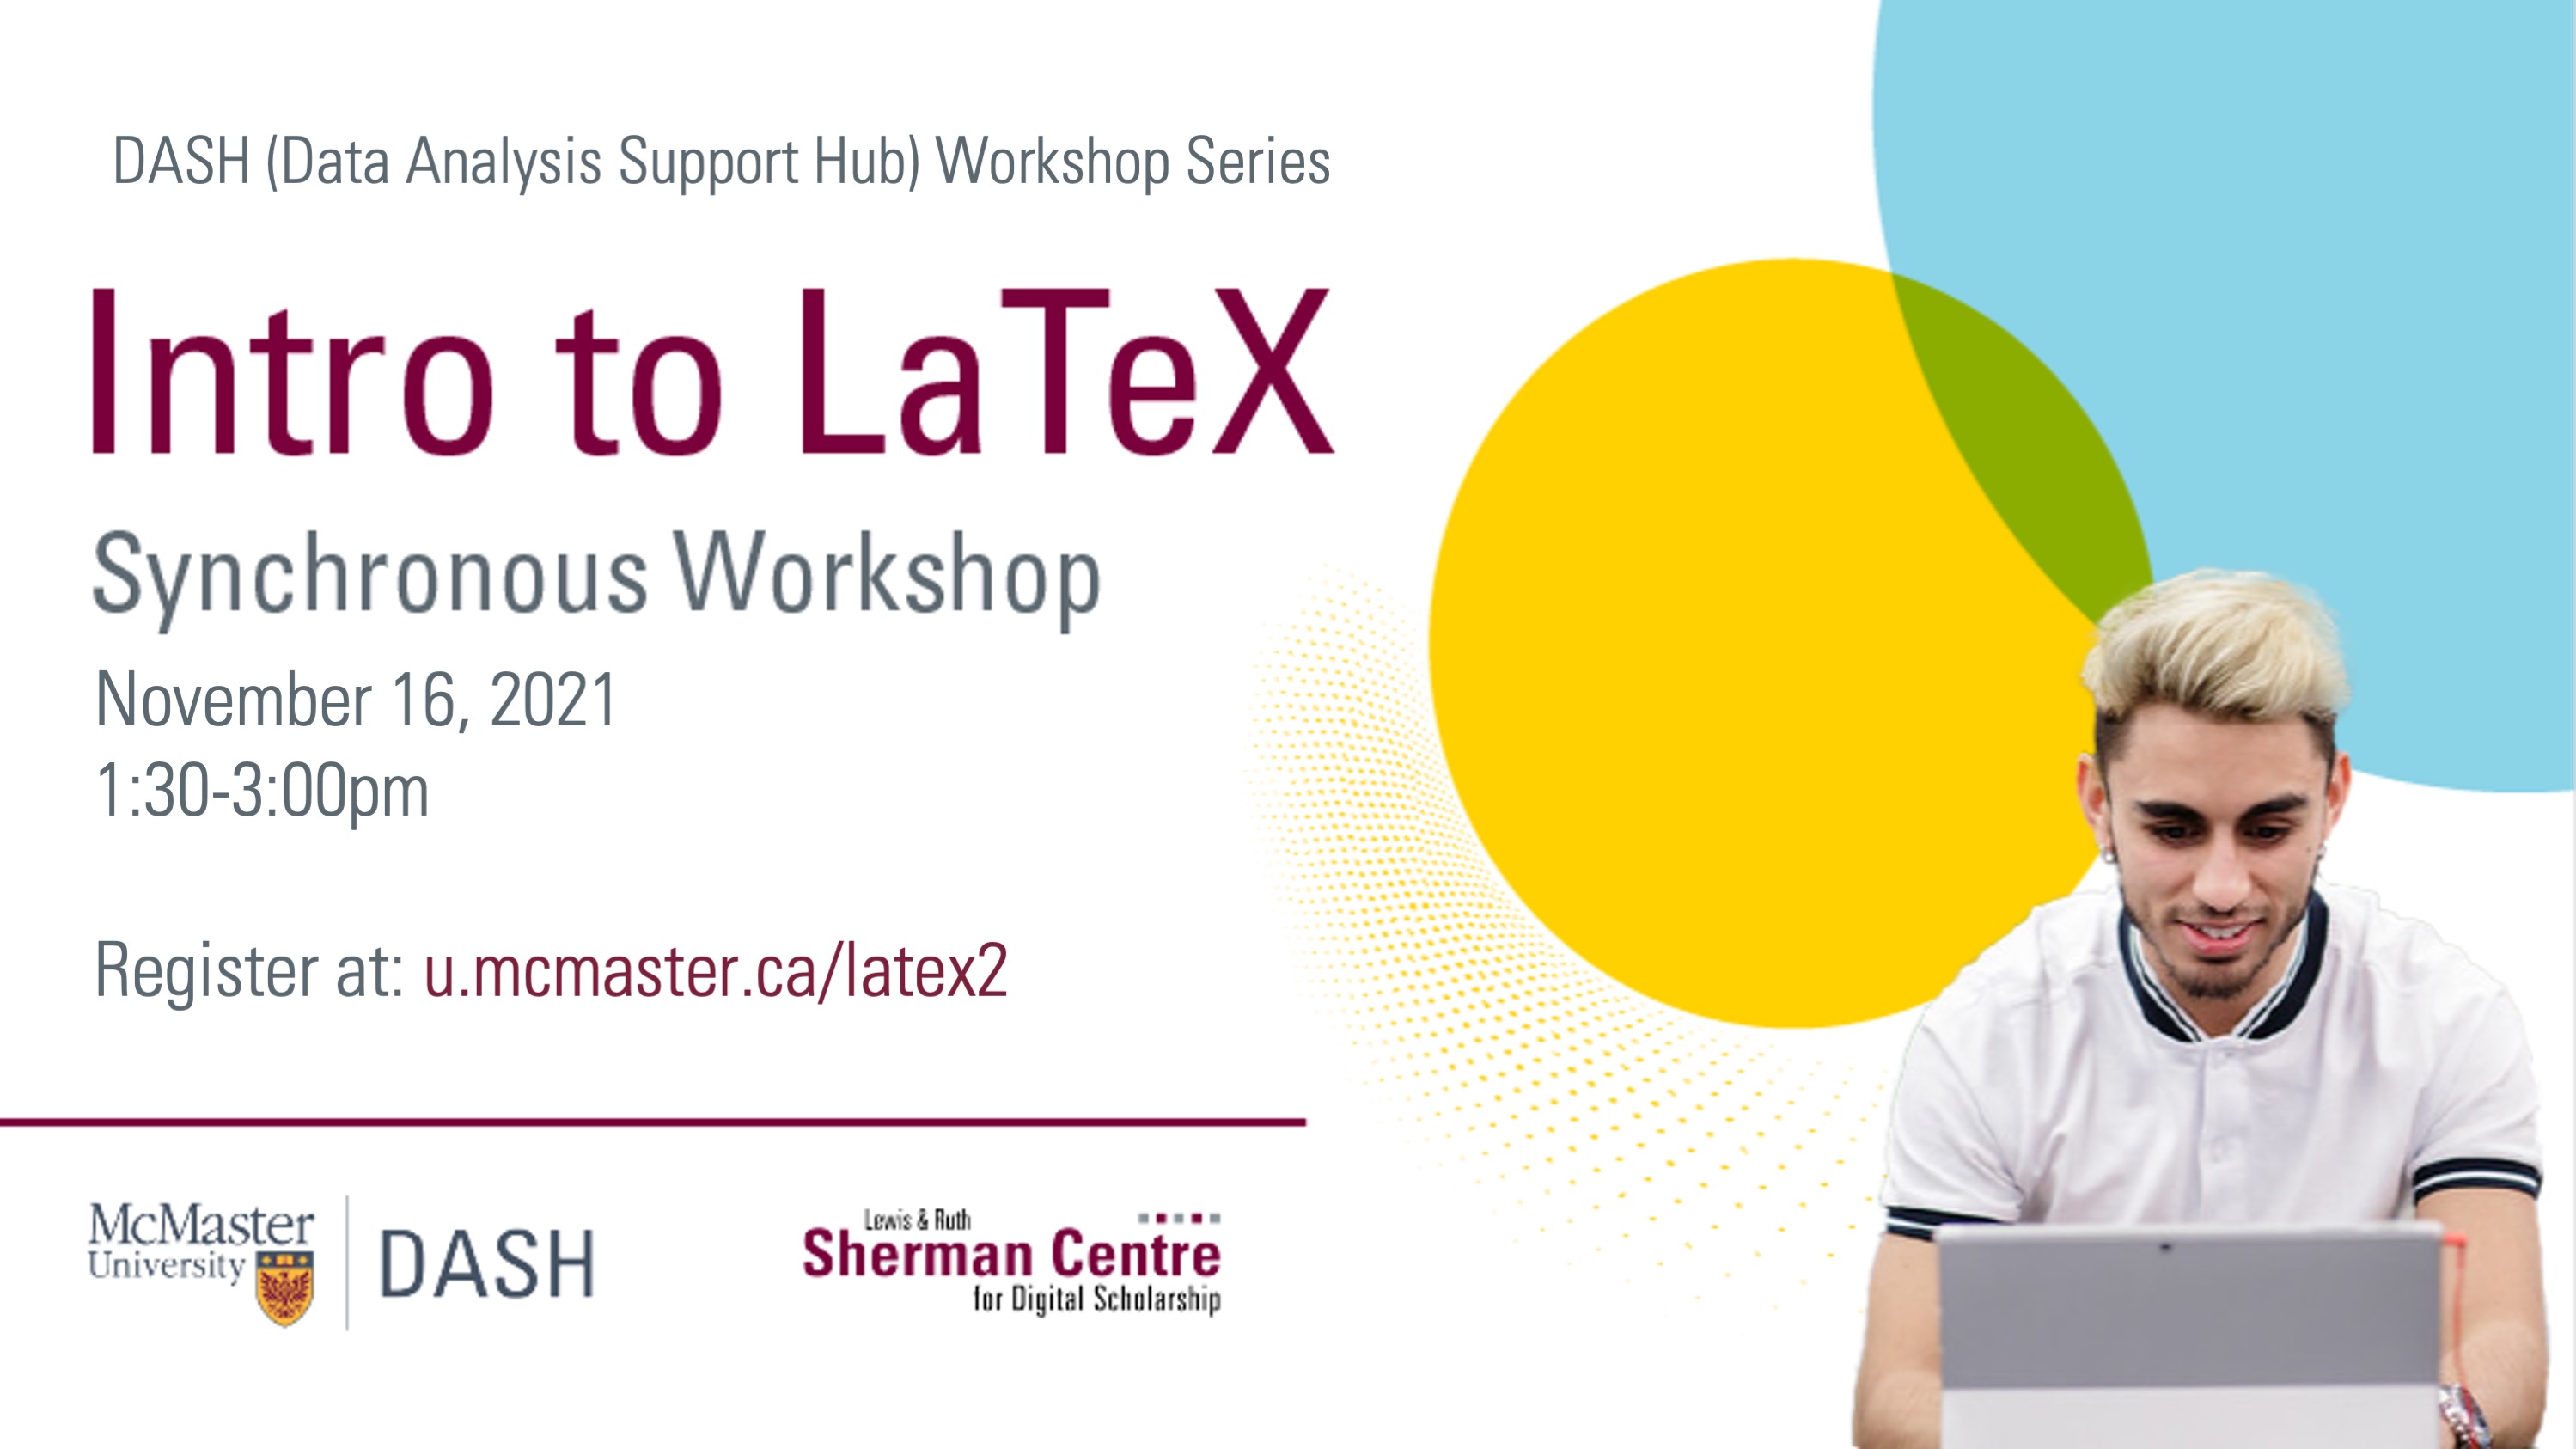 DASH (Data Analysis Support Hub) Workshop Series
Intro to LaTeX
Synchronous Workshop
November 16, 2021
1:30-3:00pm
Register at: u.mcmaster.ca/latex2
McMaster
University
DASH
Lewis & Ruth
Sherman Centre
for Digital Scholarship